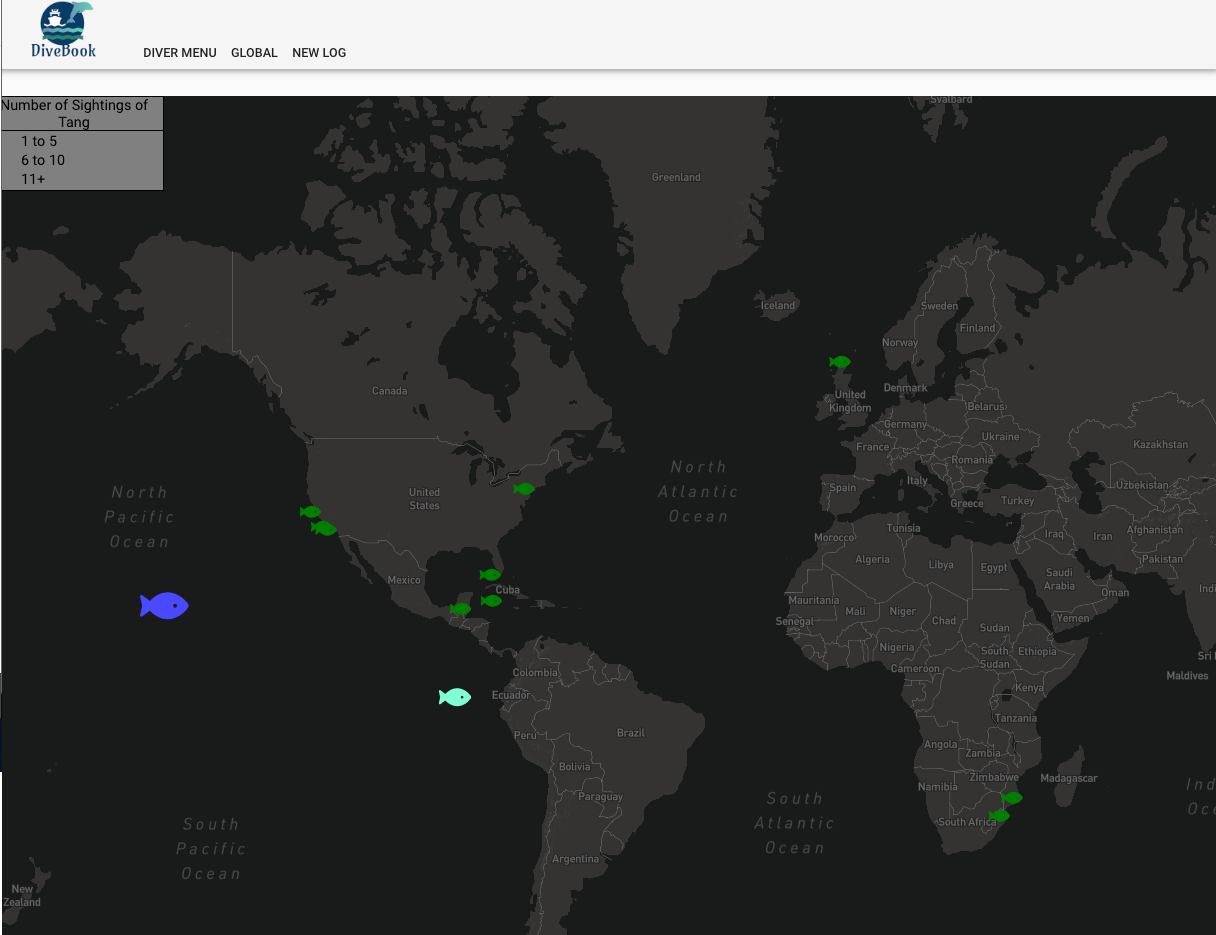 DiveBook
DIVER MENU GLOBAL NEW LOG
Number of Sightings of
Tang
1 to 5
6 to 10
11+
Svalbard
Greenland
Iceland
Sweden
Finland
Norway
Canada
United
Kingdom
Denmark
Belarus
Germany
Ukraine
France
Romania
Kazakhstan
Uzbekistan
North
Pacific
Ocean
United
States
North
Atlantic
Ocean
Spain
Italy
Greece
Turkey
Tunisia
Morocco
Iraq
Iran
Afghanistan
Pakistan
Algeria
Libya
Egypt
Saudi
Arabia
Oman
Mexico
Cuba
Mauritania
Mali
Niger
Chad
Sudan
Yemen
Senegal
Nigeria
South
Sudan
Ethiopia
Cameroon
Maldives
Colombia
Ecuador
Kenya
Tanzania
Peru
Brazil
Angola
Zambia
Bolivia
Zimbabwe
Madagascar
Namibia
Paraguay
South Africa
South
Pacific
Ocean
South
Atlantic
Ocean
Argentina
New
Zealand